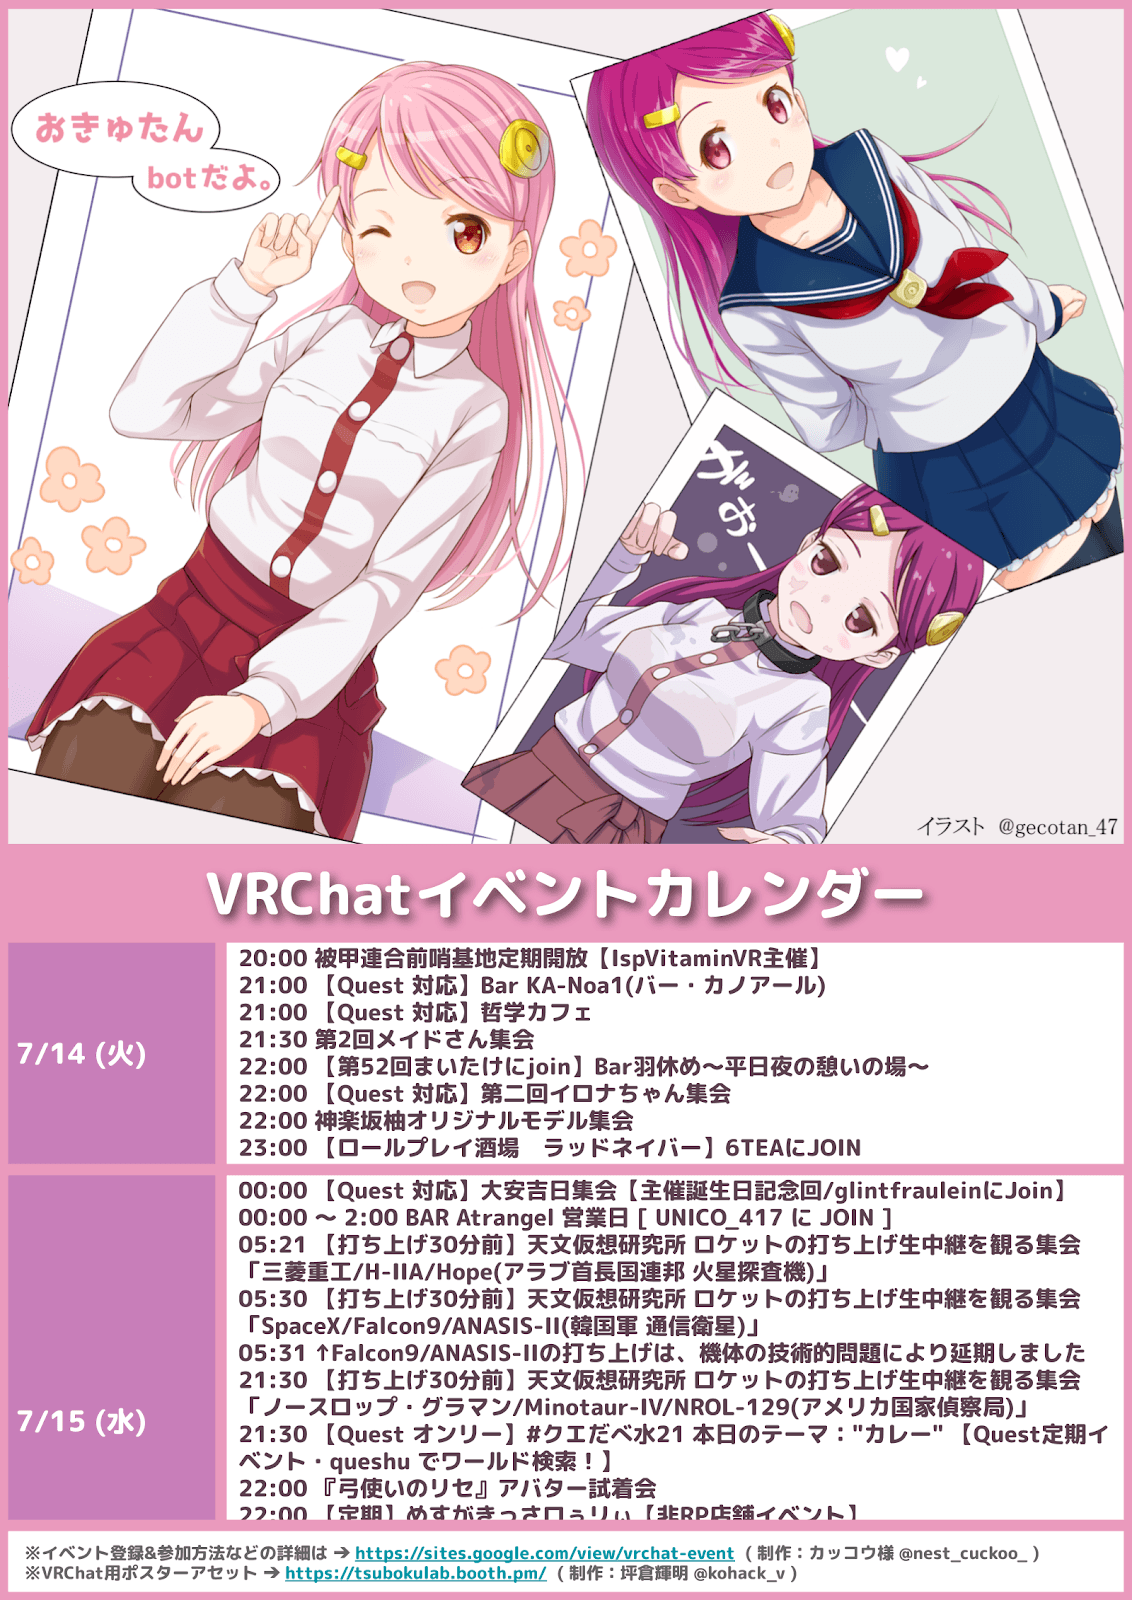 おきゅたん
botだよ。
がおー
イラスト @gecotan_47
VRChatイベントカレンダー
7/14 (火)
20:00 被甲連合前哨基地定期開放【IspVitaminVR主催】
21:00 【Quest 対応】Bar KA-Noa1(バー・カノアール)
21:00 【Quest 対応】哲学カフェ
21:30 第2回メイドさん集会
22:00 【第52回まいたけにjoin】Bar羽休め～平日夜の憩いの場～
22:00 【Quest 対応】第二回イロナちゃん集会
22:00 神楽坂柚オリジナルモデル集会
23:00 【ロールプレイ酒場　ラッドネイバー】6TEAにJOIN
7/15 (水)
00:00 【Quest 対応】大安吉日集会【主催誕生日記念回/glintfrauleinにJoin】
00:00 ～ 2:00 BAR Atrangel 営業日 [ UNICO_417 に JOIN ]
05:21 【打ち上げ30分前】天文仮想研究所 ロケットの打ち上げ生中継を観る集会
「三菱重工/H-IIA/Hope(アラブ首長国連邦 火星探査機)」
05:30 【打ち上げ30分前】天文仮想研究所 ロケットの打ち上げ生中継を観る集会
「SpaceX/Falcon9/ANASIS-II(韓国軍 通信衛星)」
05:31 ↑Falcon9/ANASIS-IIの打ち上げは、機体の技術的問題により延期しました
21:30 【打ち上げ30分前】天文仮想研究所 ロケットの打ち上げ生中継を観る集会
「ノースロップ・グラマン/Minotaur-IV/NROL-129(アメリカ国家偵察局)」
21:30 【Quest オンリー】#クエだべ水21 本日のテーマ："カレー" 【Quest定期イ
ベント・queshu でワールド検索！】
22:00 『弓使いのリセ』アバター試着会
22:00 【定期】めすがきっさロぅリぃ【非RP店舗イベント】
※イベント登録&参加方法などの詳細は → https://sites.google.com/view/vrchat-event ( 制作：カッコウ様 @nest_cuckoo_ )
※VRChat用ポスターアセット → https://tsubokulab.booth.pm/ ( 制作：坪倉輝明 @kohack_v )